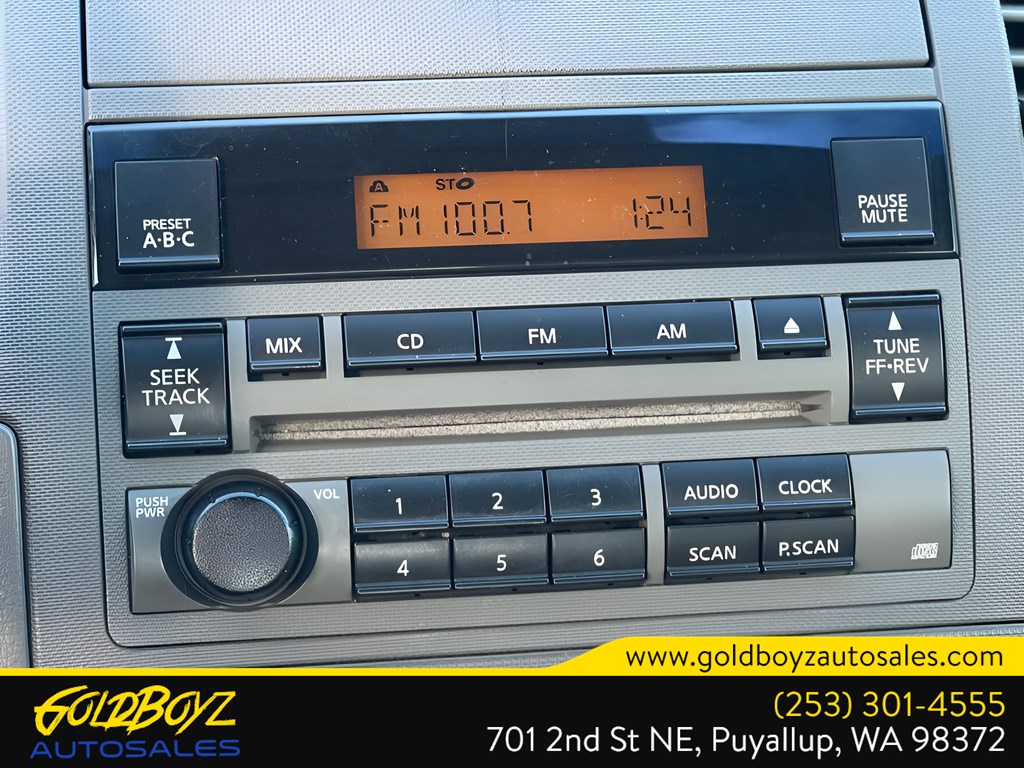 A ST
FM 100.7 1:24
PRESET
A·B·C
PAUSE
MUTE
MIX
CD
FM
AM
SEEK
TRACK
TUNE
FF·REV
PUSH
PWR
VOL
1
2
3
4
5
6
AUDIO
CLOCK
SCAN
P.SCAN
www.goldboyzautosales.com
GOLDBOYZ
AUTOSALES
(253) 301-4555
701 2nd St NE, Puyallup, WA 98372